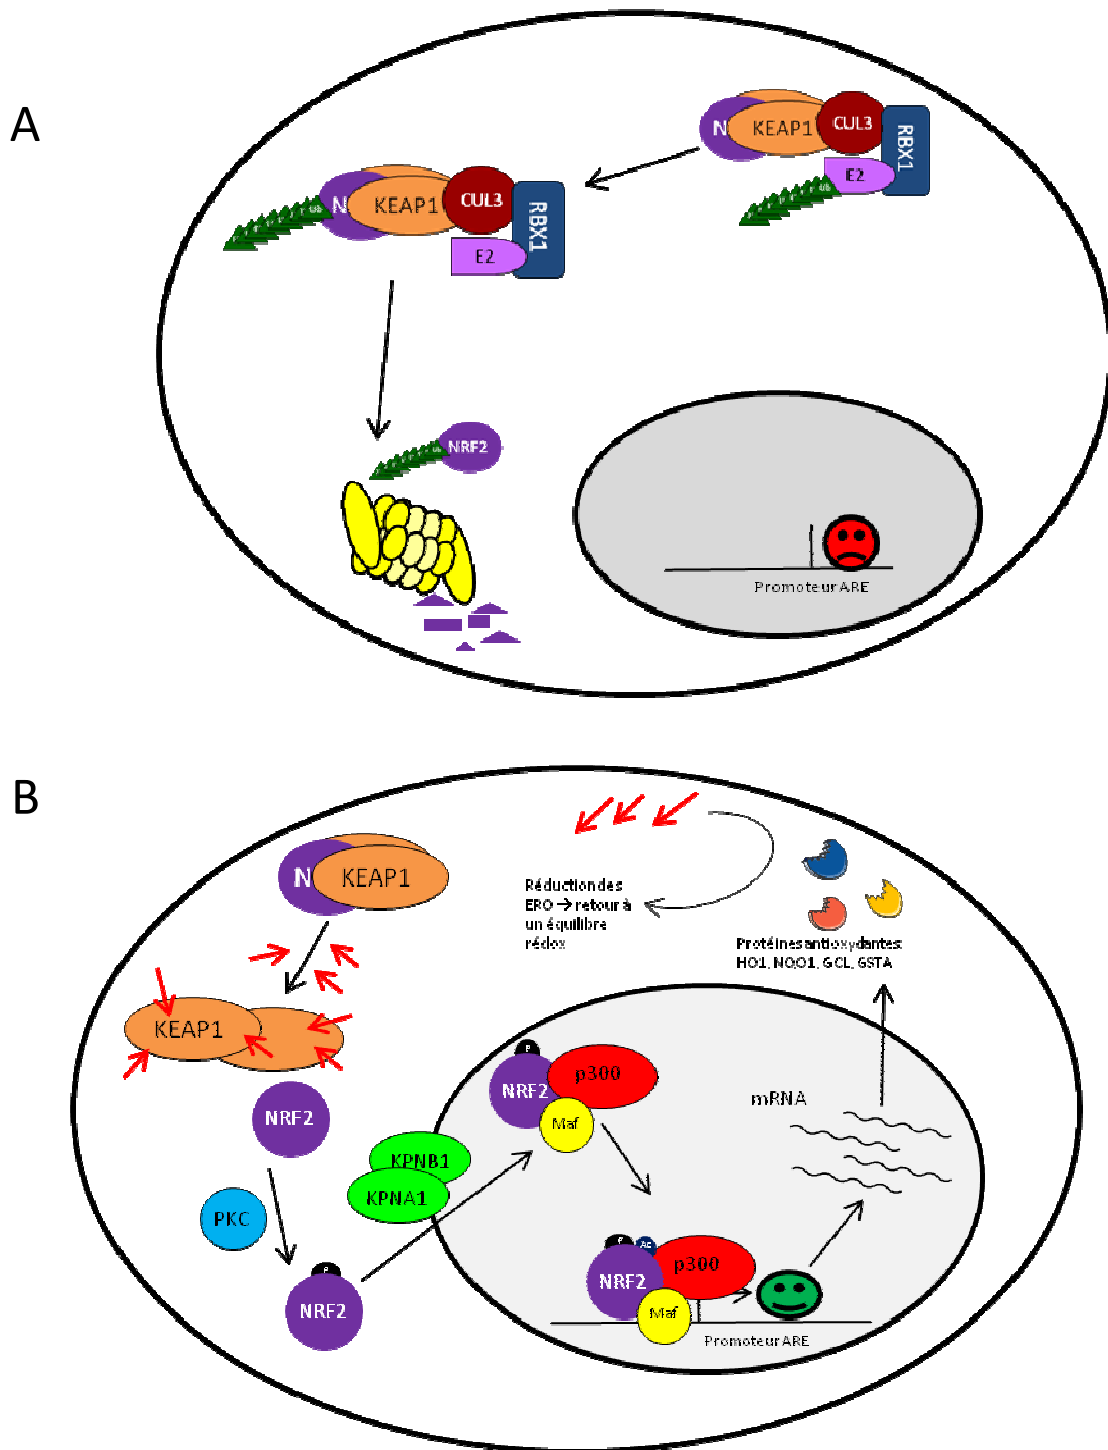 A
N KEAP1 CUL3 RBX1
E2
N KEAP1 CUL3 RBX1
E2
NRF2
Promoteur ARE
B
N KEAP1
Réduction des
ERO → retour à
un équilibre
rédox
Protéines antioxydantes
HO1, NQO1, GCL, GSTA
KEAP1
NRF2
PKC
P
NRF2
KPNB1
KPNA1
P
NRF2 p300
Maf
mRNA
P Ac
NRF2 p300
Maf
Promoteur ARE